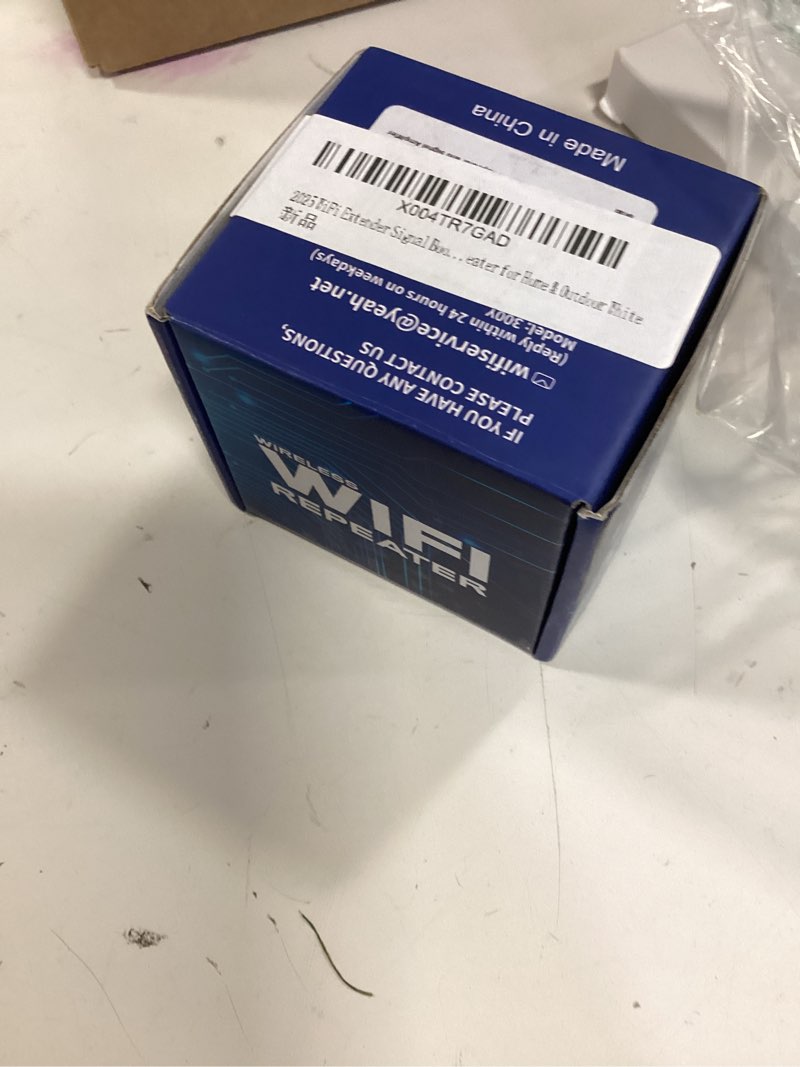 Made in China
X004TR7GAD
2025 WiFi Extender Signal Boo...eater for Home & Outdoor White
新品
IF YOU HAVE ANY QUESTIONS,
PLEASE CONTACT US
wifiservice@yeah.net
(Reply within 24 hours on weekdays)
Model: 300Y
WIRELESS
WIFI
REPEATER